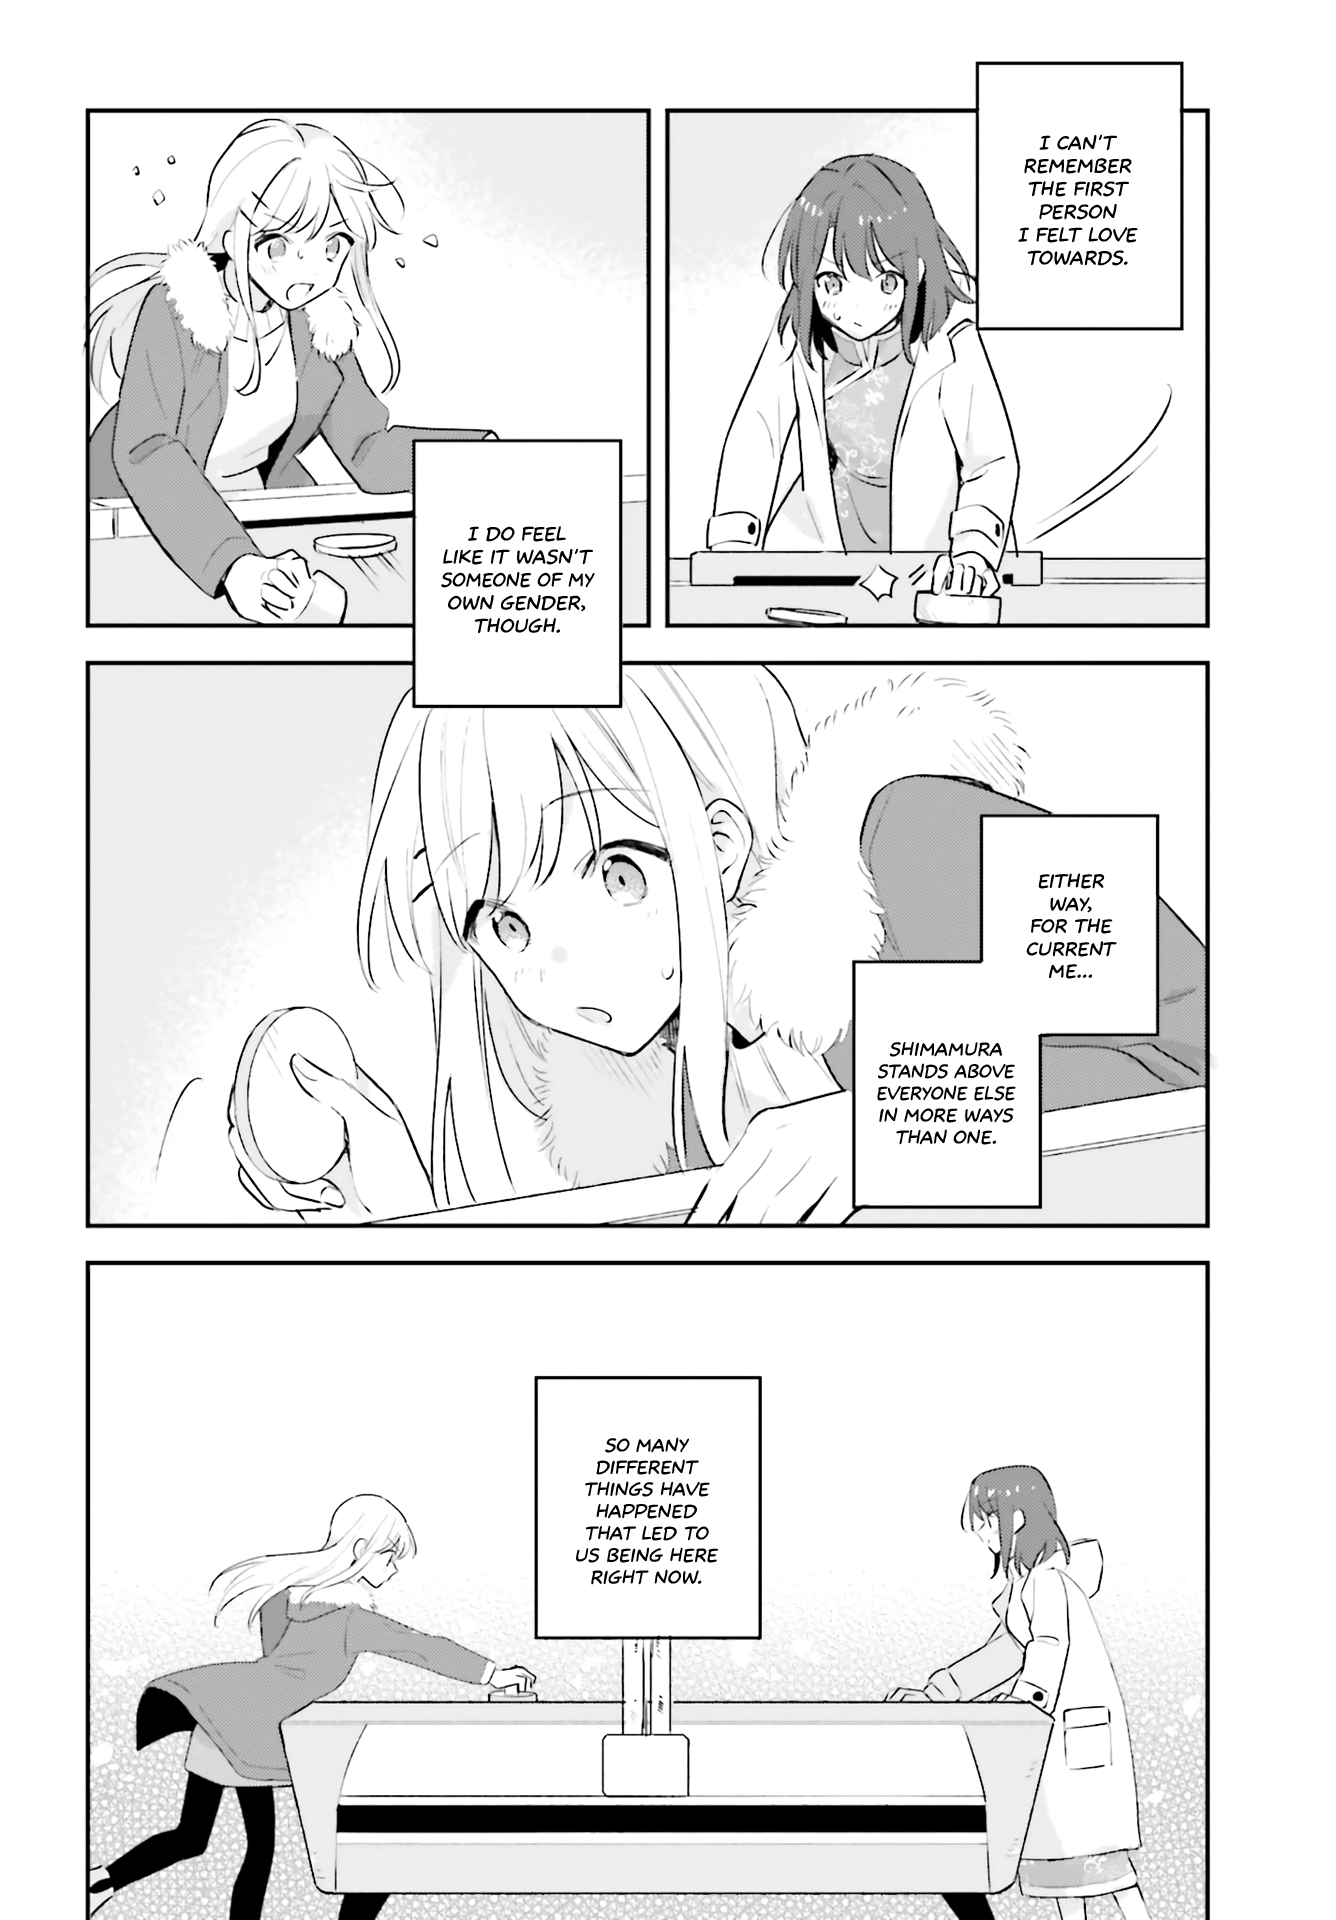 I CAN'T
REMEMBER
THE FIRST
PERSON
I FELT LOVE
TOWARDS.
I DO FEEL
LIKE IT WASN'T
SOMEONE OF MY
OWN GENDER,
THOUGH.
EITHER
WAY,
FOR THE
CURRENT
ME...
SHIMAMURA
STANDS ABOVE
EVERYONE ELSE
IN MORE WAYS
THAN ONE.
SO MANY
DIFFERENT
THINGS HAVE
HAPPENED
THAT LED TO
US BEING HERE
RIGHT NOW.